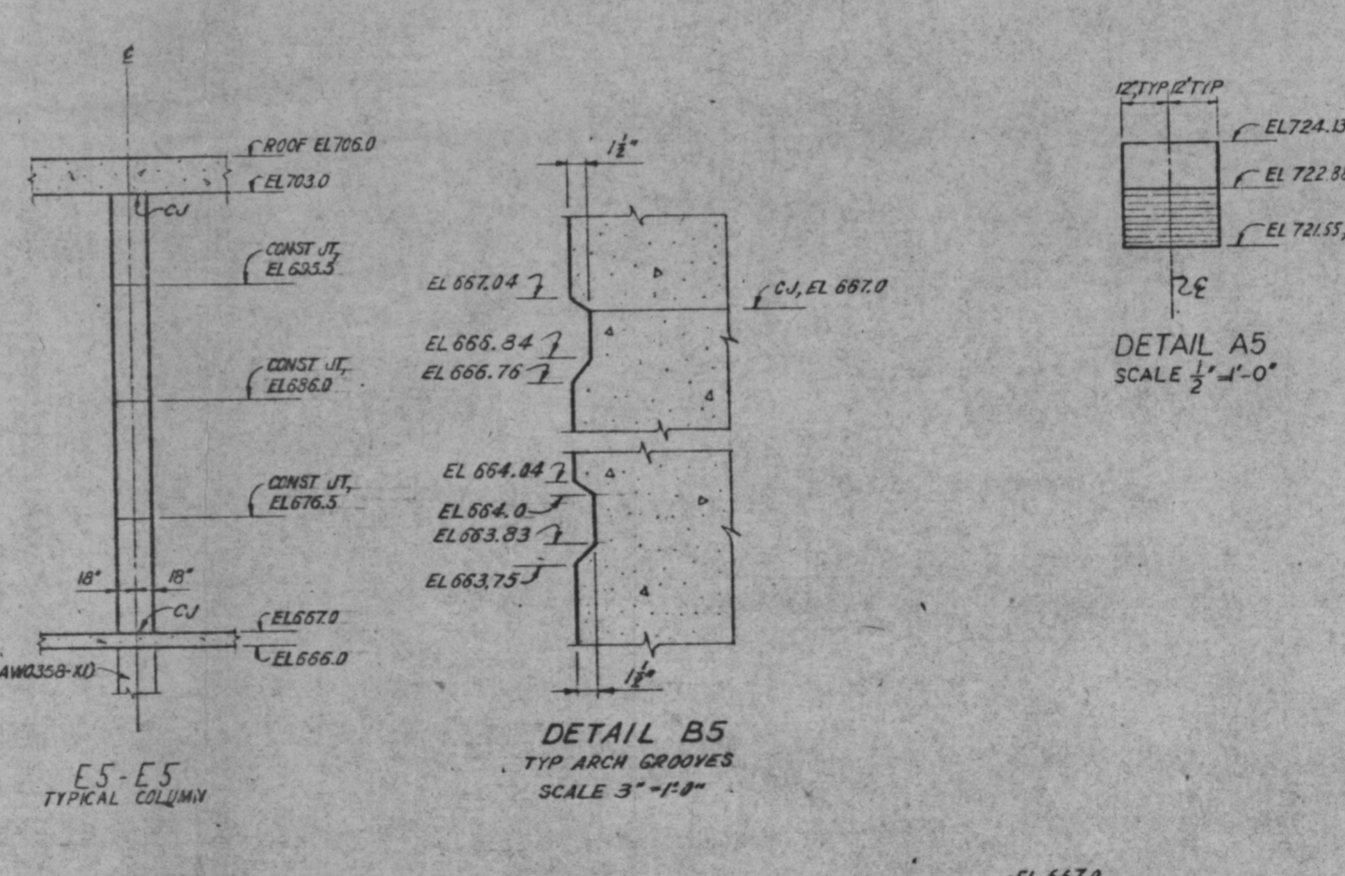 ℄
ROOF EL706.0
EL703.0
CJ
CONST JT,
EL695.5
CONST JT,
EL686.0
CONST JT,
EL676.5
18" 18"
CJ
EL667.0
EL666.0
E5-E5
TYPICAL COLUMN
1½"
EL 667.04
CJ, EL 667.0
EL 666.84
EL 666.76
EL 664.04
EL 664.0
EL 663.83
EL 663.75
1½"
DETAIL B5
TYP ARCH GROOVES
SCALE 3"=1'-0"
12" TYP 12" TYP
EL724.13
EL 722.88
EL 721.55,
℄
DETAIL A5
SCALE ½"=1'-0"
EL 667.0